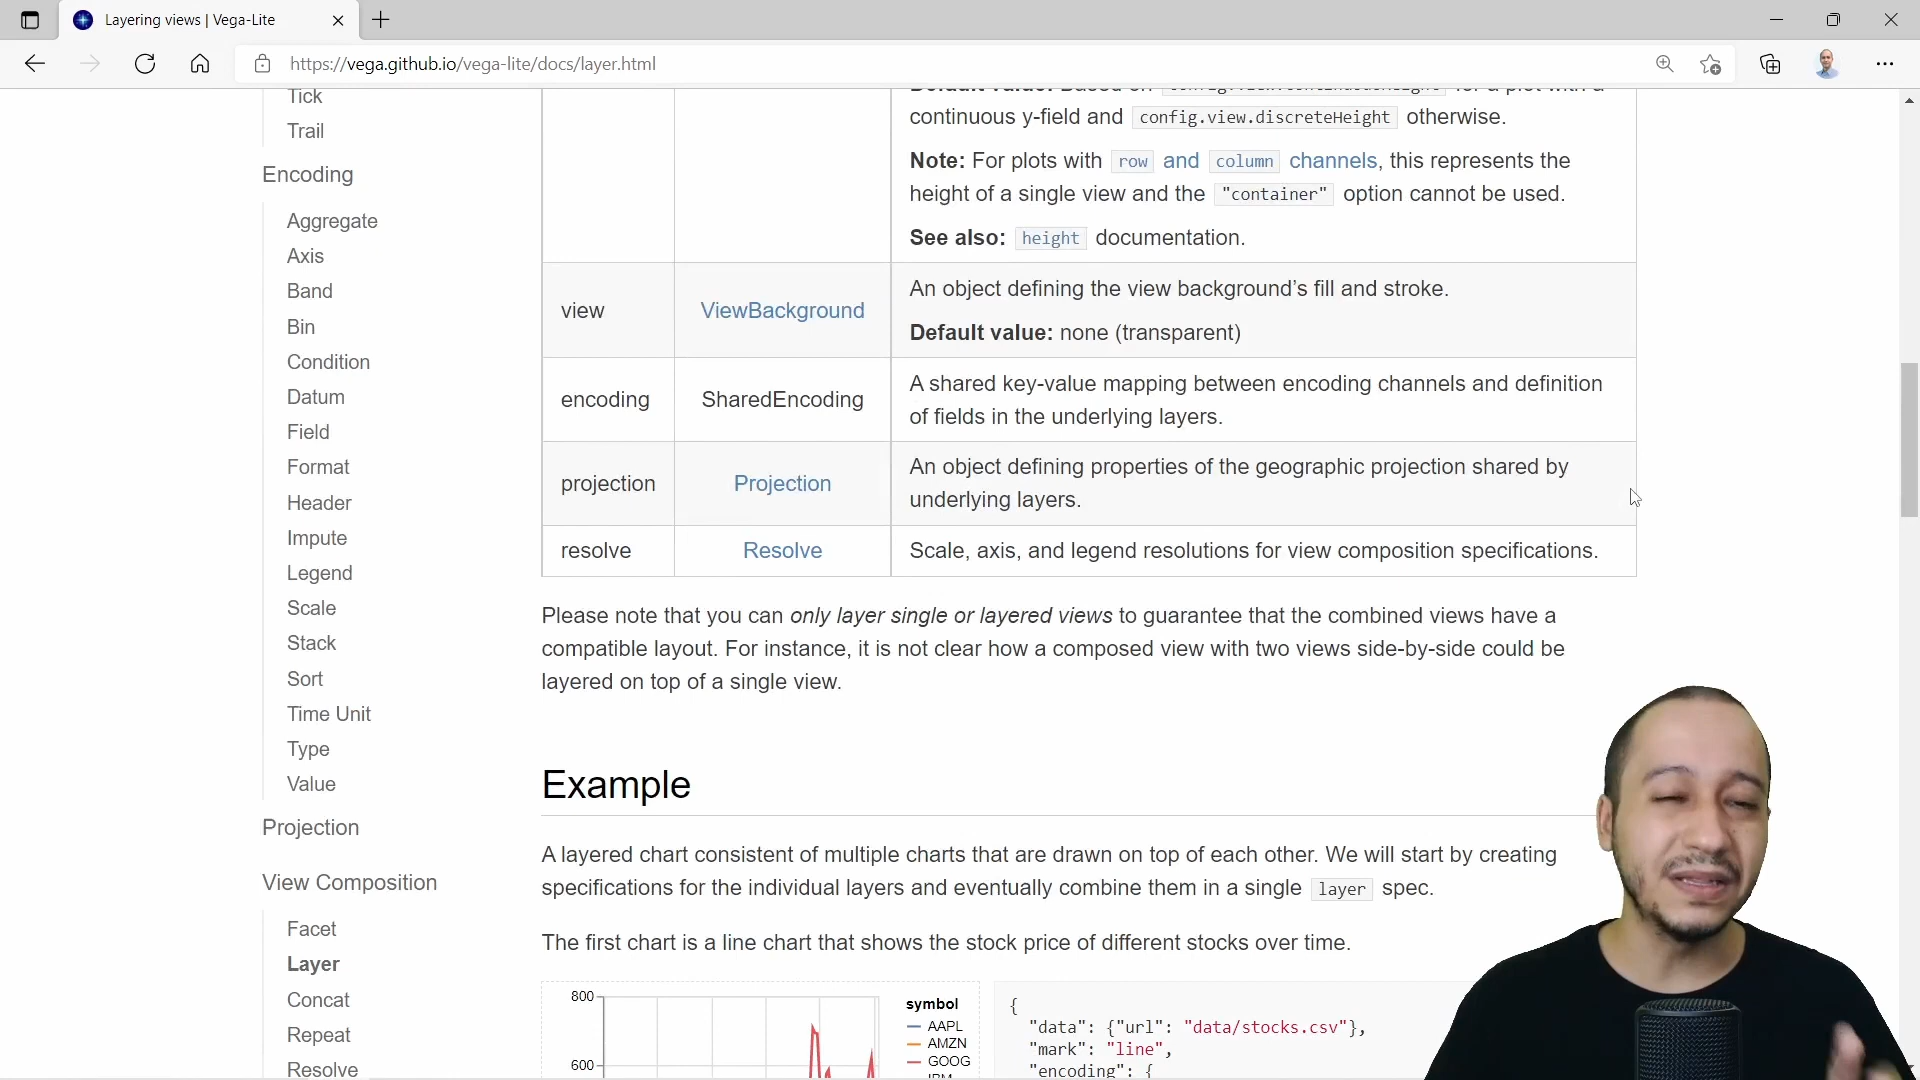 Layering views | Vega-Lite
https://vega.github.io/vega-lite/docs/layer.html
Tick
Trail
Encoding
Aggregate
Axis
Band
Bin
Condition
Datum
Field
Format
Header
Impute
Legend
Scale
Stack
Sort
Time Unit
Type
Value
Projection
View Composition
Facet
Layer
Concat
Repeat
Resolve
continuous y-field and config.view.discreteHeight otherwise.
Note: For plots with row and column channels, this represents the
height of a single view and the "container" option cannot be used.
See also: height documentation.
view ViewBackground An object defining the view background’s fill and stroke.
Default value: none (transparent)
encoding SharedEncoding A shared key-value mapping between encoding channels and definition
of fields in the underlying layers.
projection Projection An object defining properties of the geographic projection shared by
underlying layers.
resolve Resolve Scale, axis, and legend resolutions for view composition specifications.
Please note that you can only layer single or layered views to guarantee that the combined views have a
compatible layout. For instance, it is not clear how a composed view with two views side-by-side could be
layered on top of a single view.
Example
A layered chart consistent of multiple charts that are drawn on top of each other. We will start by creating
specifications for the individual layers and eventually combine them in a single layer spec.
The first chart is a line chart that shows the stock price of different stocks over time.
800
600
symbol
AAPL
AMZN
GOOG
{
"data": {"url": "data/stocks.csv"},
"mark": "line",
"encoding": {